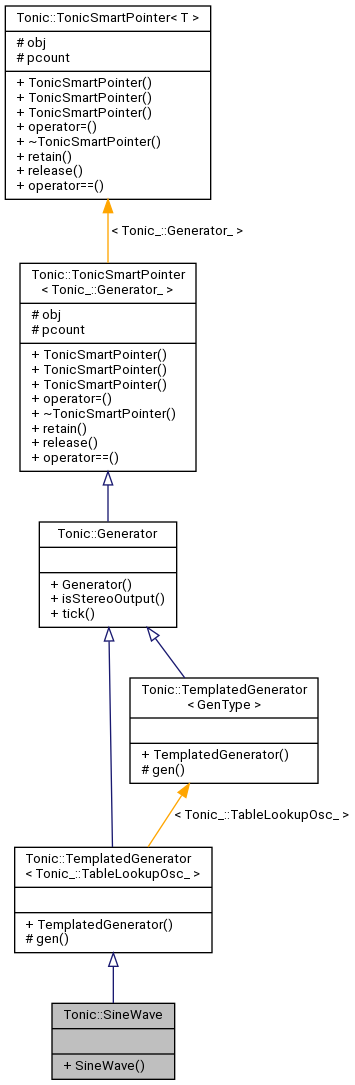 Tonic::TonicSmartPointer< T >
# obj
# pcount
+ TonicSmartPointer()
+ TonicSmartPointer()
+ TonicSmartPointer()
+ operator=()
+ ~TonicSmartPointer()
+ retain()
+ release()
+ operator==()
< Tonic_::Generator_ >
Tonic::TonicSmartPointer
< Tonic_::Generator_ >
# obj
# pcount
+ TonicSmartPointer()
+ TonicSmartPointer()
+ TonicSmartPointer()
+ operator=()
+ ~TonicSmartPointer()
+ retain()
+ release()
+ operator==()
Tonic::Generator
+ Generator()
+ isStereoOutput()
+ tick()
Tonic::TemplatedGenerator
< GenType >
+ TemplatedGenerator()
# gen()
< Tonic_::TableLookupOsc_ >
Tonic::TemplatedGenerator
< Tonic_::TableLookupOsc_ >
+ TemplatedGenerator()
# gen()
Tonic::SineWave
+ SineWave()